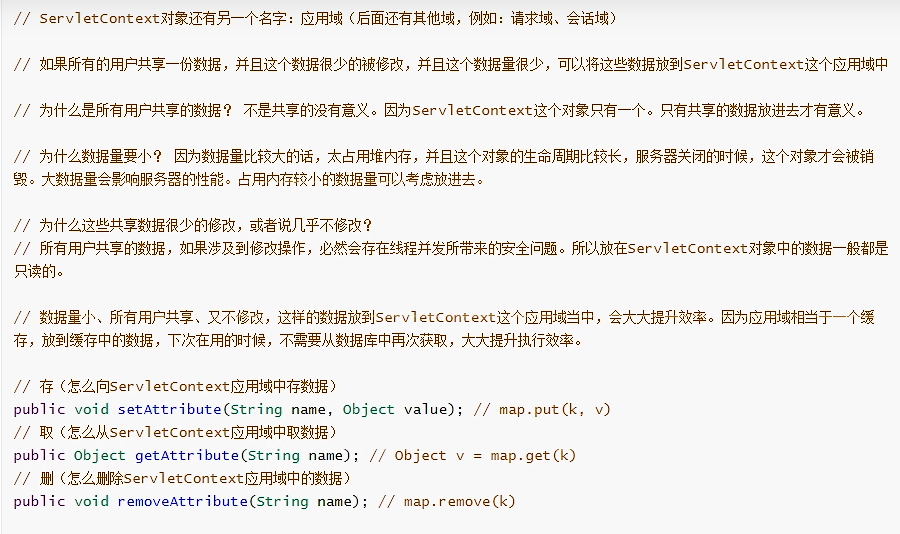 // ServletContext对象还有另一个名字：应用域（后面还有其他域，例如：请求域、会话域）
// 如果所有的用户共享一份数据，并且这个数据很少的被修改，并且这个数据量很少，可以将这些数据放到ServletContext这个应用域中
// 为什么是所有用户共享的数据？ 不是共享的没有意义。因为ServletContext这个对象只有一个。只有共享的数据放进去才有意义。
// 为什么数据量要小？ 因为数据量比较大的话，太占用堆内存，并且这个对象的生命周期比较长，服务器关闭的时候，这个对象才会被销
毁。大数据量会影响服务器的性能。占用内存较小的数据量可以考虑放进去。
// 为什么这些共享数据很少的修改，或者说几乎不修改？
// 所有用户共享的数据，如果涉及到修改操作，必然会存在线程并发所带来的安全问题。所以放在ServletContext对象中的数据一般都是
只读的。
// 数据量小、所有用户共享、又不修改，这样的数据放到ServletContext这个应用域当中，会大大提升效率。因为应用域相当于一个缓
存，放到缓存中的数据，下次在用的时候，不需要从数据库中再次获取，大大提升执行效率。
// 存（怎么向ServletContext应用域中存数据）
public void setAttribute(String name, Object value); // map.put(k, v)
// 取（怎么从ServletContext应用域中取数据）
public Object getAttribute(String name); // Object v = map.get(k)
// 删（怎么删除ServletContext应用域中的数据）
public void removeAttribute(String name); // map.remove(k)